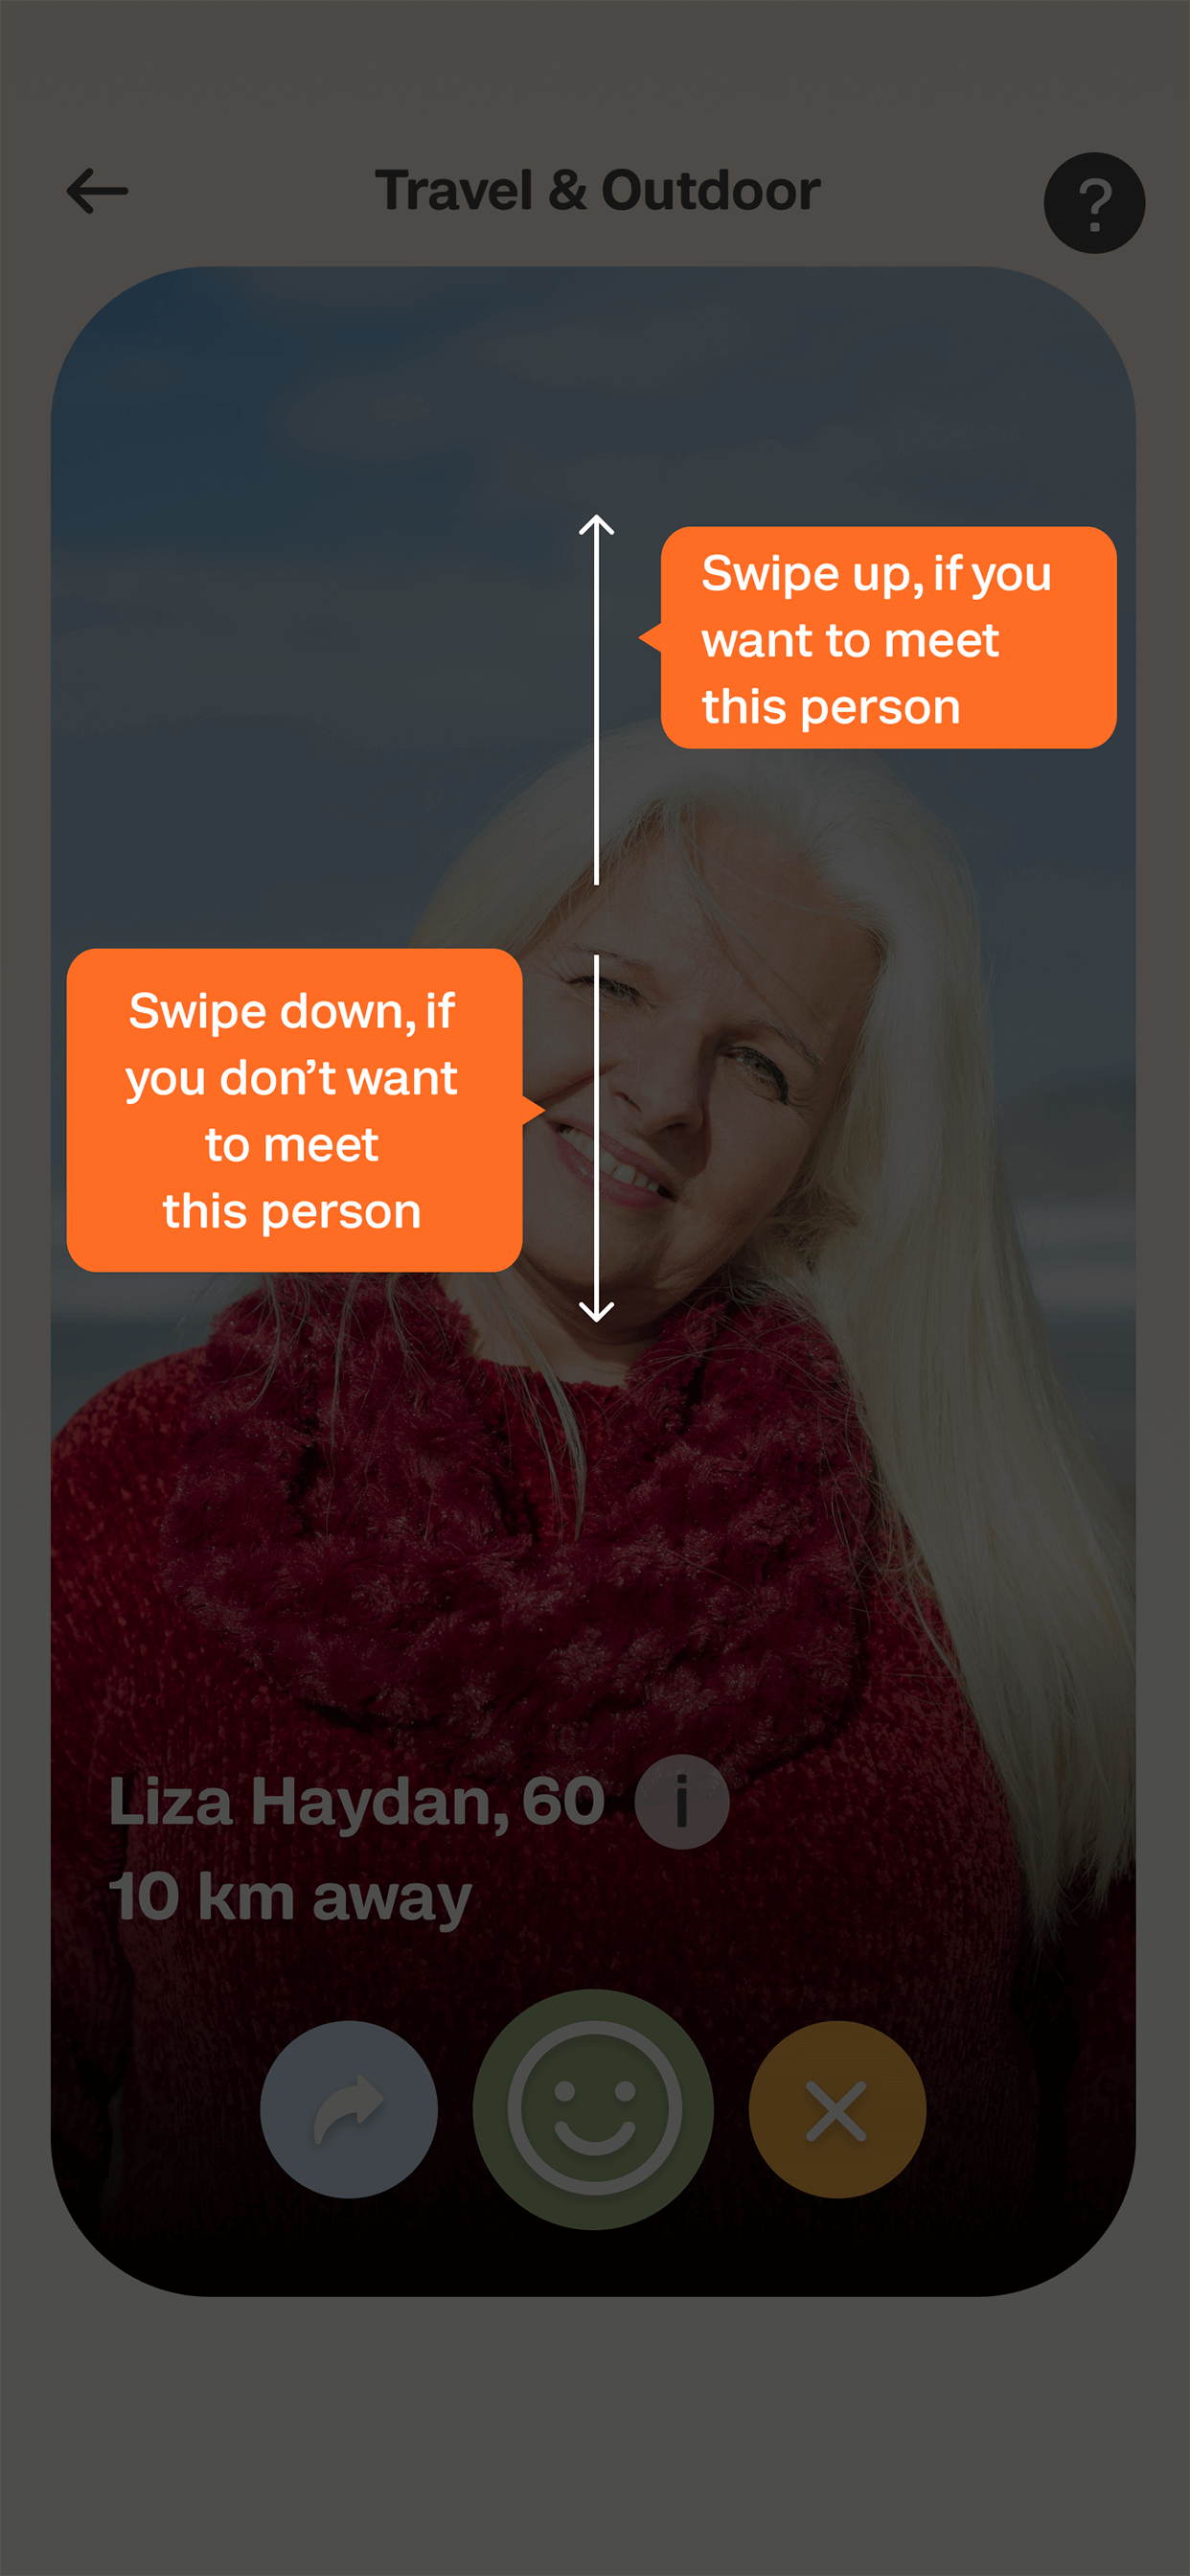 Travel & Outdoor
?
Swipe up, if you
want to meet
this person
Swipe down, if
you don’t want
to meet
this person
Liza Haydan, 60 i
10 km away